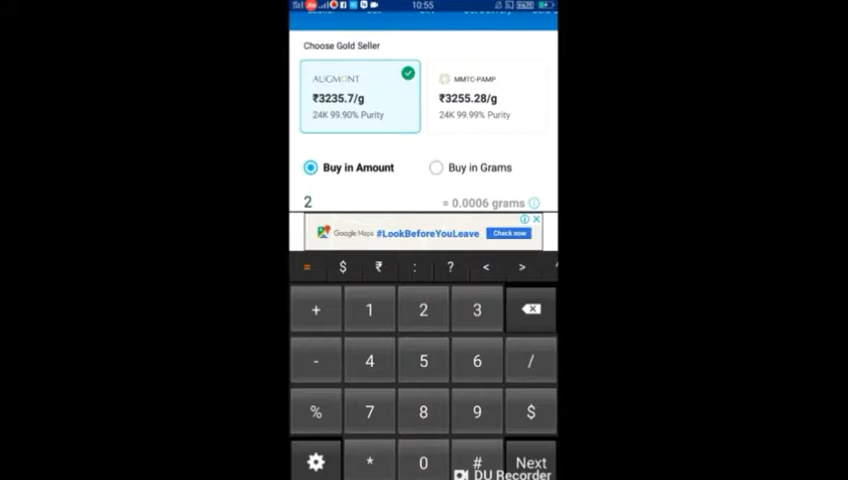 10:55
Choose Gold Seller
AUGMONT
₹3235.7/g
24K 99.90% Purity
MMTC-PAMP
₹3255.28/g
24K 99.99% Purity
Buy in Amount
Buy in Grams
2
= 0.0006 grams
Google Maps #LookBeforeYouLeave
Check now
= $ ₹ : ? < >
+ 1 2 3
- 4 5 6 /
% 7 8 9 $
* 0 # Next
DU Recorder